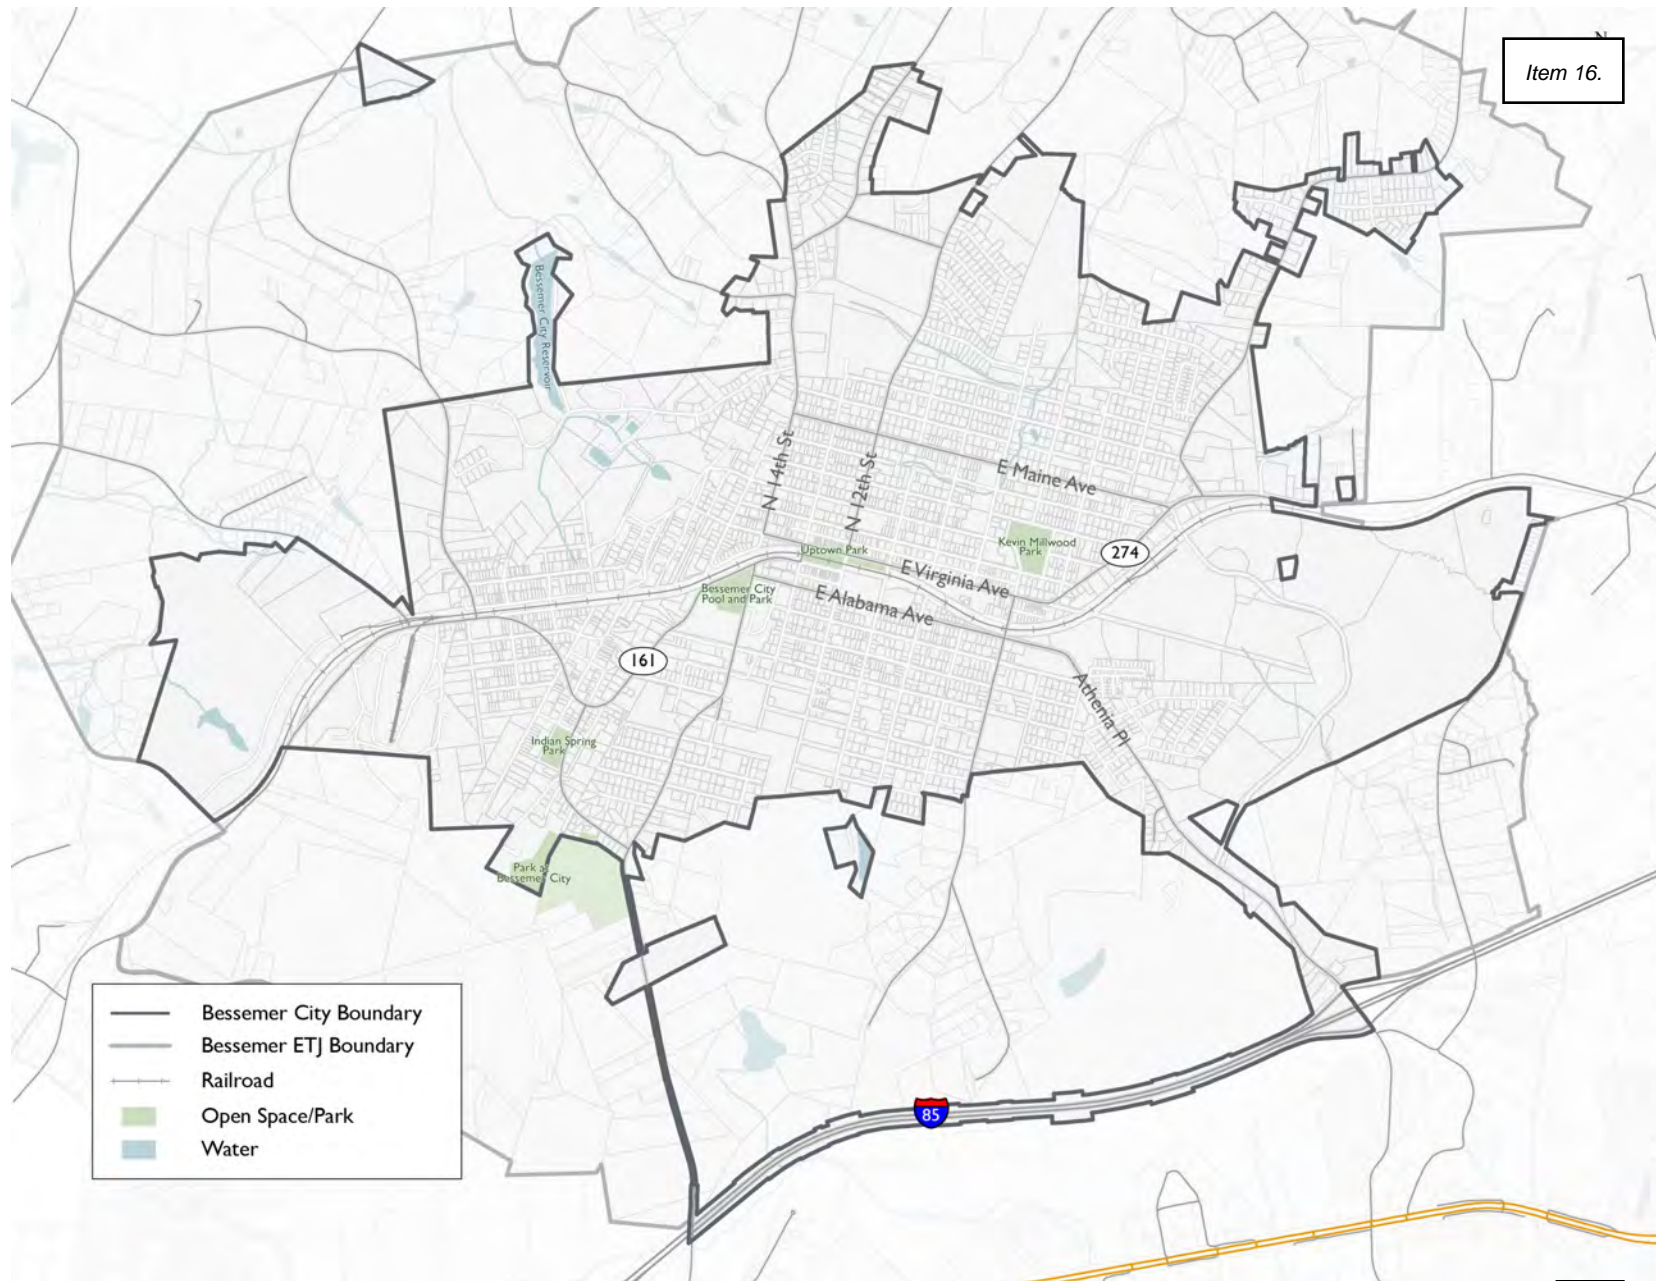 N
Item 16.
Bessemer City Reservoir
N 14th St
N 12th St
E Maine Ave
Uptown Park
Kevin Millwood
Park
274
E Virginia Ave
Bessemer City
Pool and Park
E Alabama Ave
161
Athenia Pl
Indian Spring
Park
Park at
Bessemer City
Bessemer City Boundary
Bessemer ETJ Boundary
Railroad
Open Space/Park
Water
85